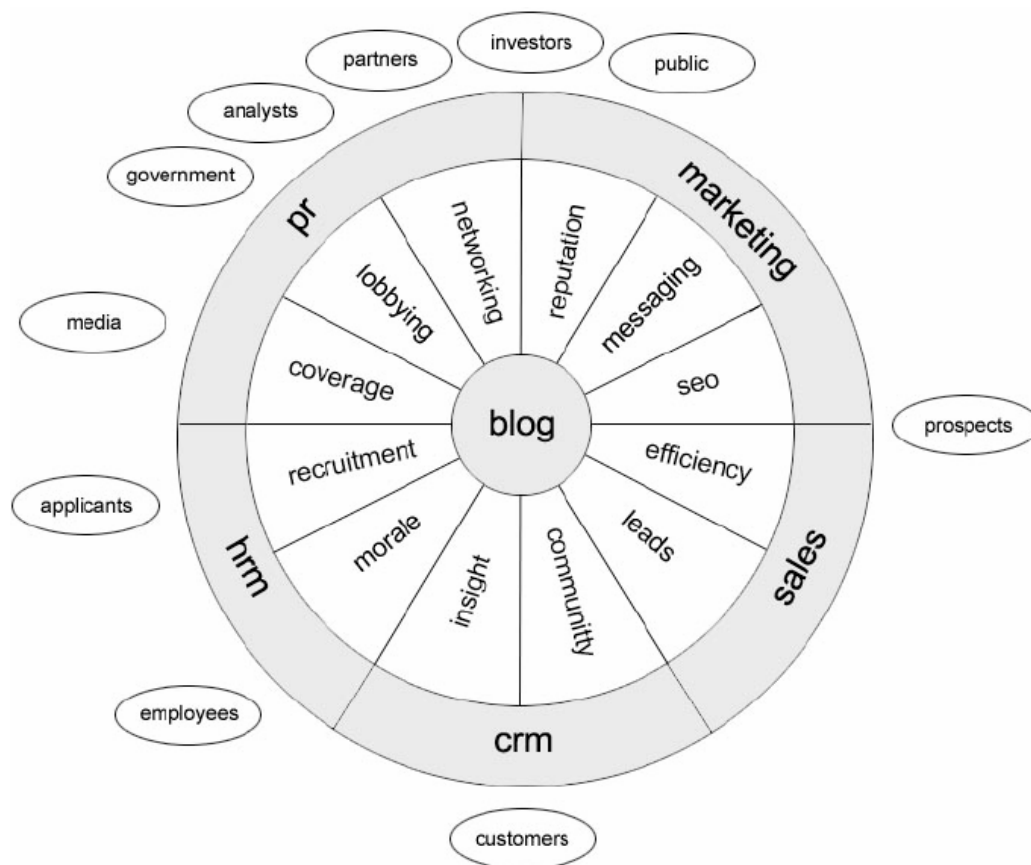 investors
partners
public
analysts
government
pr
marketing
networking
reputation
lobbying
messaging
media
coverage
seo
blog
prospects
recruitment
efficiency
applicants
morale
leads
hrm
sales
insight
communitty
employees
crm
customers